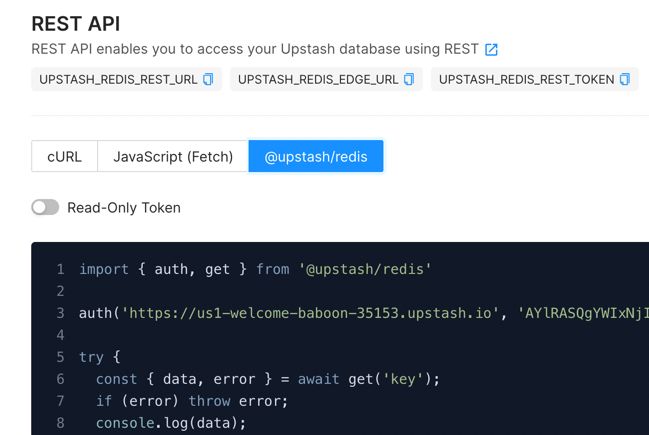 REST API
REST API enables you to access your Upstash database using REST
UPSTASH_REDIS_REST_URL UPSTASH_REDIS_EDGE_URL UPSTASH_REDIS_REST_TOKEN
cURL JavaScript (Fetch) @upstash/redis
Read-Only Token
1 import { auth, get } from '@upstash/redis'
2
3 auth('https://us1-welcome-baboon-35153.upstash.io', 'AYlRASQgYWIxNjI
4
5 try {
6 const { data, error } = await get('key');
7 if (error) throw error;
8 console.log(data);